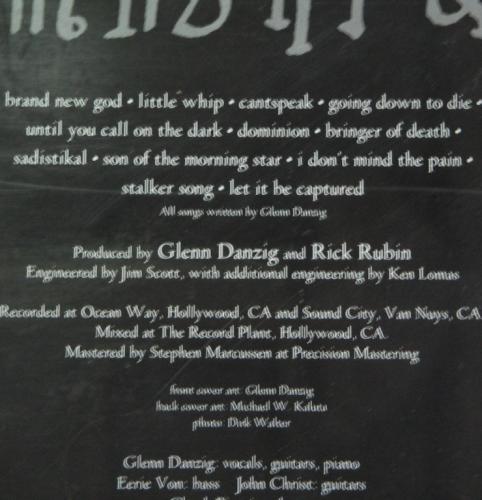 brand new god • little whip • cantspeak • going down to die •
until you call on the dark • dominion • bringer of death •
sadistikal • son of the morning star • i don't mind the pain •
stalker song • let it be captured
All songs written by Glenn Danzig
Produced by Glenn Danzig and Rick Rubin
Engineered by Jim Scott, with additional engineering by Ken Lomas
Recorded at Ocean Way, Hollywood, CA and Sound City, Van Nuys, CA
Mixed at The Record Plant, Hollywood, CA
Mastered by Stephen Marcussen at Precision Mastering
front cover art: Glenn Danzig
back cover art: Michael W. Kaluta
photo: Dirk Walter
Glenn Danzig: vocals, guitars, piano
Eerie Von: bass John Christ: guitars